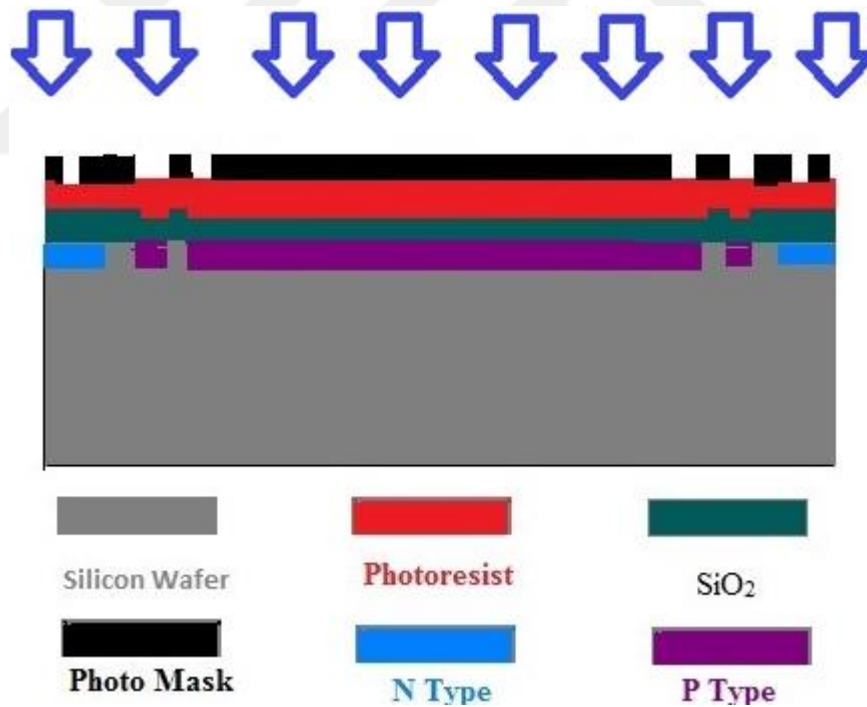 Silicon Wafer
Photoresist
SiO₂
Photo Mask
N Type
P Type